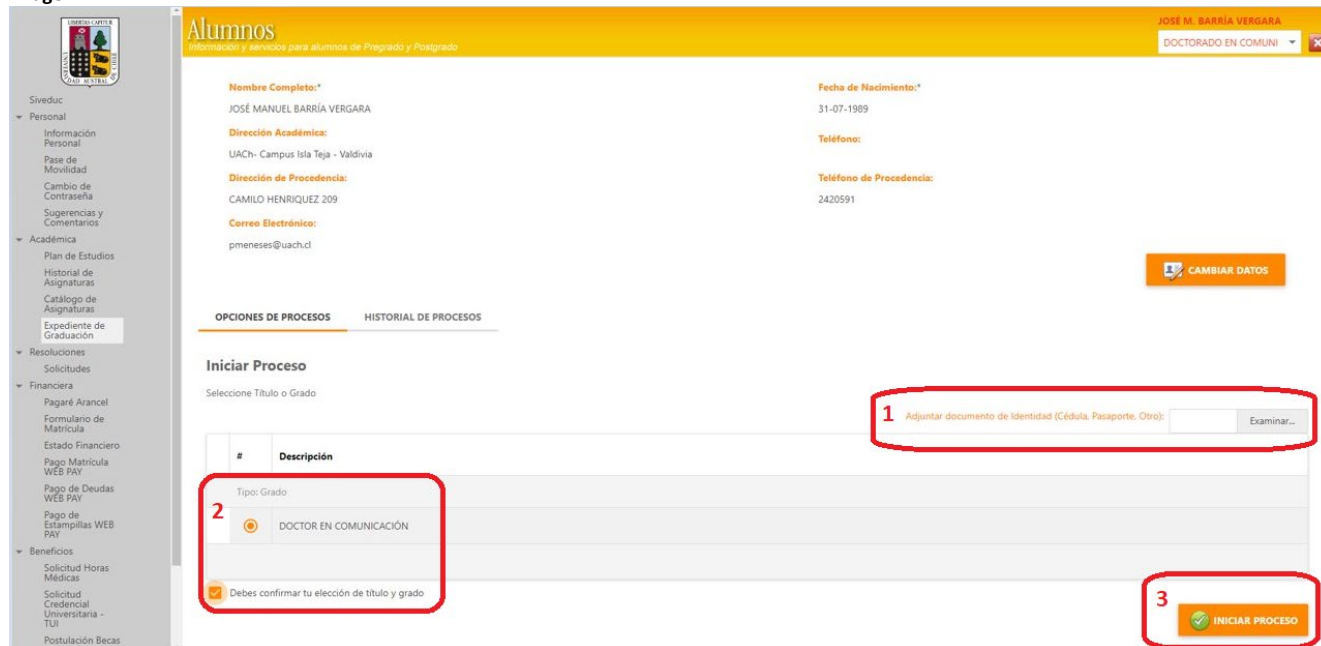 LIBERTAS CAPITUR
UNIVERSIDAD AUSTRAL DE CHILE
Siveduc
Personal
Información
Personal
Pase de
Movilidad
Cambio de
Contraseña
Sugerencias y
Comentarios
Académica
Plan de Estudios
Historial de
Asignaturas
Catálogo de
Asignaturas
Expediente de
Graduación
Resoluciones
Solicitudes
Financiera
Pagaré Arancel
Formulario de
Matrícula
Estado Financiero
Pago Matrícula
WEB PAY
Pago de Deudas
WEB PAY
Pago de
Estampillas WEB
PAY
Beneficios
Solicitud Horas
Médicas
Solicitud
Credencial
Universitaria -
TUI
Postulación Becas
Alumnos
Información y servicios para alumnos de Pregrado y Postgrado
JOSÉ M. BARRÍA VERGARA
DOCTORADO EN COMUNI
Nombre Completo:*
JOSÉ MANUEL BARRÍA VERGARA
Fecha de Nacimiento:*
31-07-1989
Dirección Académica:
UACh- Campus Isla Teja - Valdivia
Teléfono:
Dirección de Procedencia:
CAMILO HENRIQUEZ 209
Teléfono de Procedencia:
2420591
Correo Electrónico:
pmeneses@uach.cl
CAMBIAR DATOS
OPCIONES DE PROCESOS HISTORIAL DE PROCESOS
Iniciar Proceso
Seleccione Título o Grado
1 Adjuntar documento de Identidad (Cédula, Pasaporte, Otro): Examinar...
# Descripción
Tipo: Grado
2 DOCTOR EN COMUNICACIÓN
Debes confirmar tu elección de título y grado
3
INICIAR PROCESO